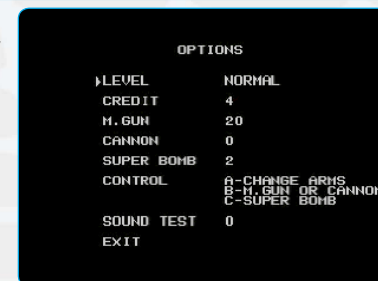 OPTIONS
LEVEL NORMAL
CREDIT 4
M.GUN 20
CANNON 0
SUPER BOMB 2
CONTROL A-CHANGE ARMS
B-M.GUN OR CANNON
C-SUPER BOMB
SOUND TEST 0
EXIT